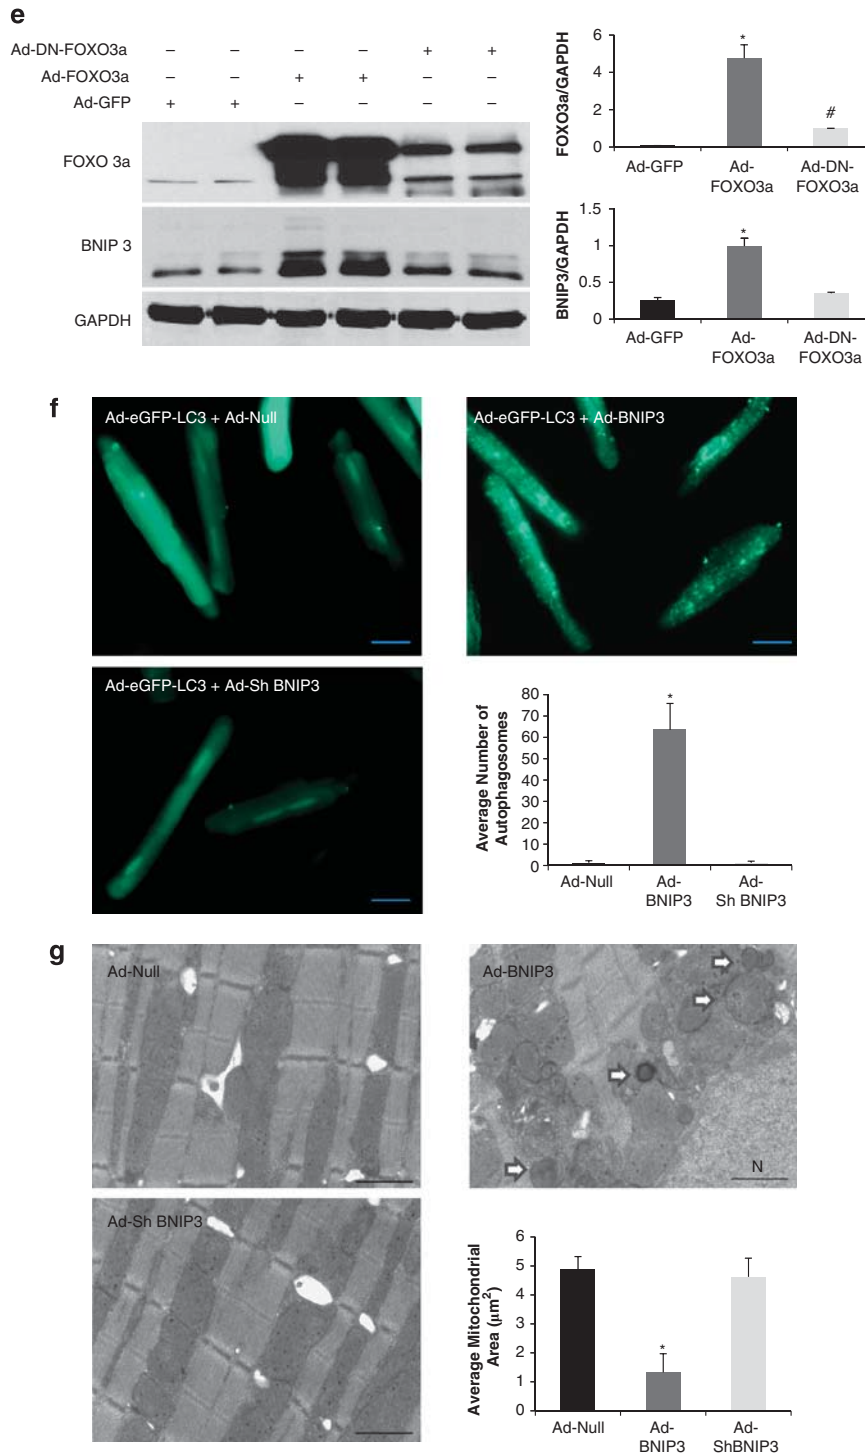 e
Ad-DN-FOXO3a – – – – + +
Ad-FOXO3a – – + + – –
Ad-GFP + + – – – –
FOXO 3a
BNIP 3
GAPDH
FOXO3a/GAPDH
6
4
2
0
*
#
Ad-GFP
Ad-
FOXO3a
Ad-DN-
FOXO3a
BNIP3/GAPDH
1.5
1
0.5
0
*
Ad-GFP
Ad-
FOXO3a
Ad-DN-
FOXO3a
f
Ad-eGFP-LC3 + Ad-Null
Ad-eGFP-LC3 + Ad-BNIP3
Ad-eGFP-LC3 + Ad-Sh BNIP3
Average Number of
Autophagosomes
80
70
60
50
40
30
20
10
0
*
Ad-Null
Ad-
BNIP3
Ad-
Sh BNIP3
g
Ad-Null
Ad-BNIP3
N
Ad-Sh BNIP3
Average Mitochondrial
Area (μm²)
6
5
4
3
2
1
0
*
Ad-Null
Ad-
BNIP3
Ad-
ShBNIP3